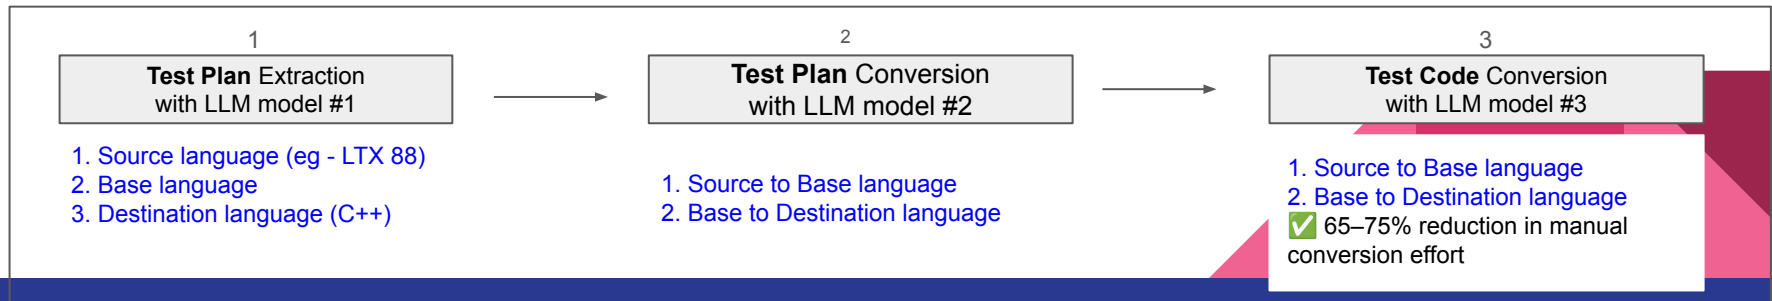 1
Test Plan Extraction
with LLM model #1
1. Source language (eg - LTX 88)
2. Base language
3. Destination language (C++)
2
Test Plan Conversion
with LLM model #2
1. Source to Base language
2. Base to Destination language
3
Test Code Conversion
with LLM model #3
1. Source to Base language
2. Base to Destination language
✅ 65–75% reduction in manual
conversion effort